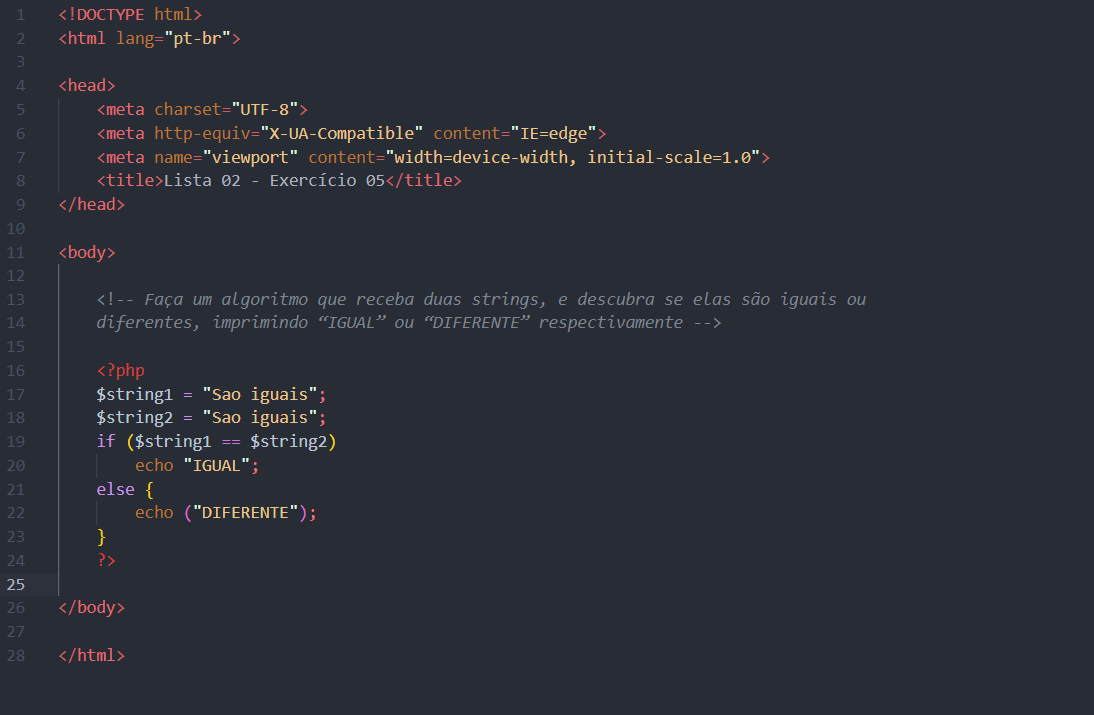 1 <!DOCTYPE html>
2 <html lang="pt-br">
3
4 <head>
5     <meta charset="UTF-8">
6     <meta http-equiv="X-UA-Compatible" content="IE=edge">
7     <meta name="viewport" content="width=device-width, initial-scale=1.0">
8     <title>Lista 02 - Exercício 05</title>
9 </head>
10
11 <body>
12
13     <!-- Faça um algoritmo que receba duas strings, e descubra se elas são iguais ou
14     diferentes, imprimindo “IGUAL” ou “DIFERENTE” respectivamente -->
15
16     <?php
17     $string1 = "Sao iguais";
18     $string2 = "Sao iguais";
19     if ($string1 == $string2)
20         echo "IGUAL";
21     else {
22         echo ("DIFERENTE");
23     }
24     ?>
25
26 </body>
27
28 </html>